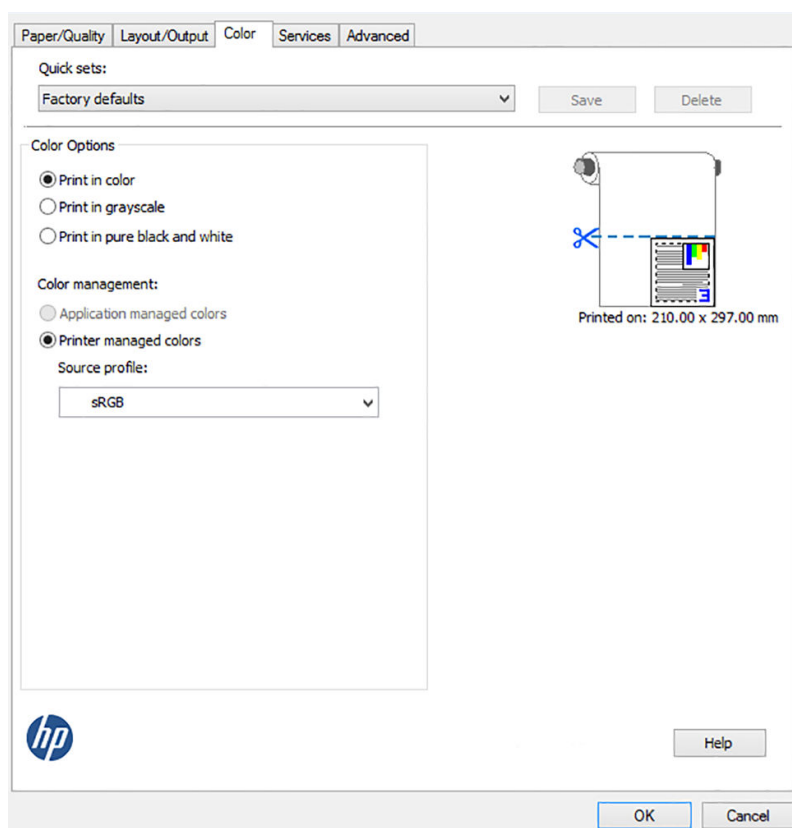 Paper/Quality Layout/Output Color Services Advanced
Quick sets:
Factory defaults Save Delete
Color Options
Print in color
Print in grayscale
Print in pure black and white
Color management:
Application managed colors
Printed on: 210.00 x 297.00 mm
Printer managed colors
Source profile:
sRGB
hp
Help
OK Cancel